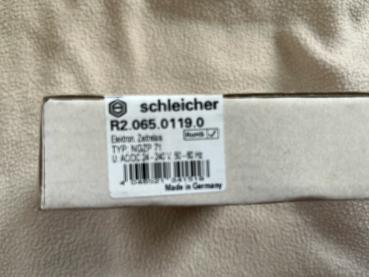 schleicher
R2.065.0119.0
Elektron. Zeitrelais
RoHS
TYP: NGZP 71
U: AC/DC 24-240 V, 50-60 Hz
Made in Germany